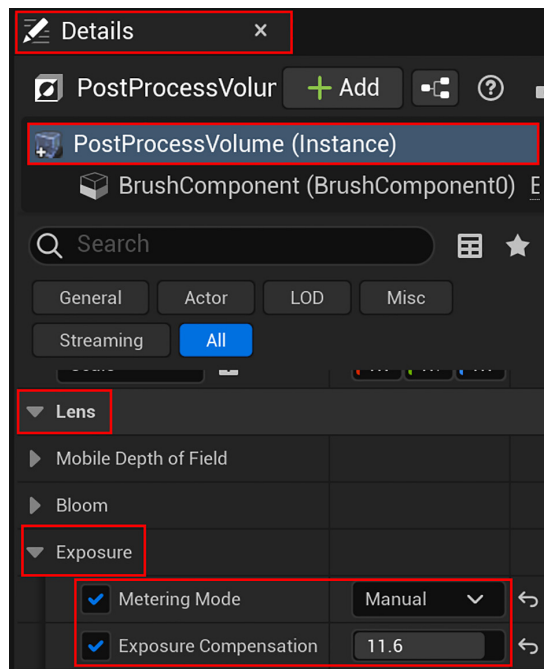 Details ×
PostProcessVolur + Add
PostProcessVolume (Instance)
BrushComponent (BrushComponent0) E
Search
General Actor LOD Misc
Streaming All
Lens
Mobile Depth of Field
Bloom
Exposure
Metering Mode Manual
Exposure Compensation 11.6